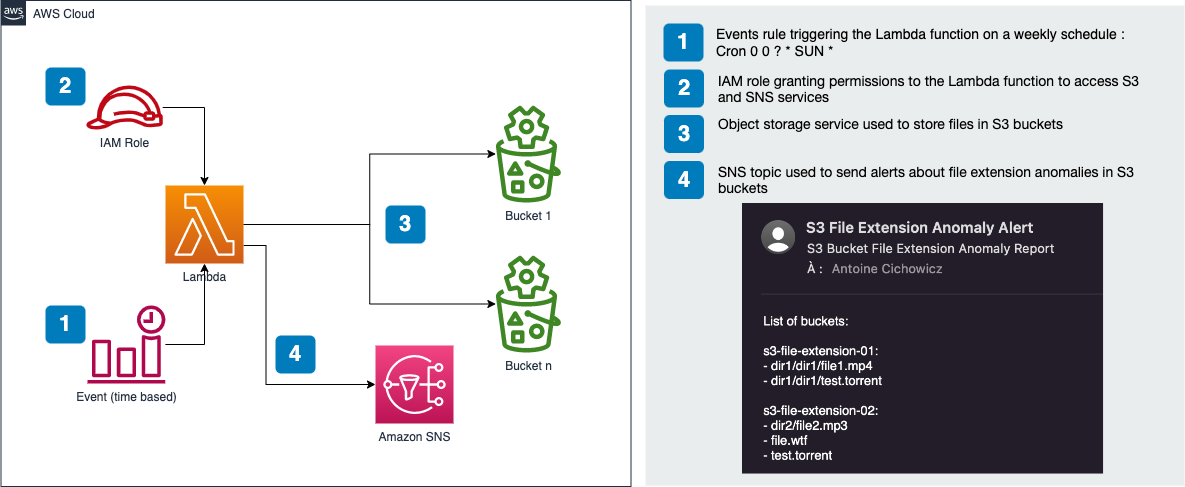 aws
AWS Cloud
2
IAM Role
Lambda
1
Event (time based)
3
Bucket 1
Bucket n
4
Amazon SNS
1
Events rule triggering the Lambda function on a weekly schedule :
Cron 0 0 ? * SUN *
2
IAM role granting permissions to the Lambda function to access S3
and SNS services
3
Object storage service used to store files in S3 buckets
4
SNS topic used to send alerts about file extension anomalies in S3
buckets
S3 File Extension Anomaly Alert
S3 Bucket File Extension Anomaly Report
À : Antoine Cichowicz
List of buckets:
s3-file-extension-01:
- dir1/dir1/file1.mp4
- dir1/dir1/test.torrent
s3-file-extension-02:
- dir2/file2.mp3
- file.wtf
- test.torrent